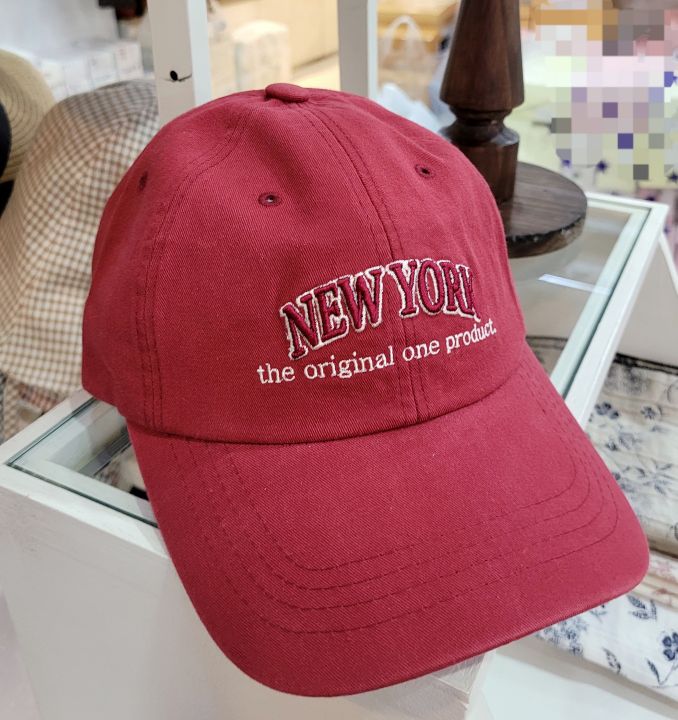 NEW YORK
the original one product.